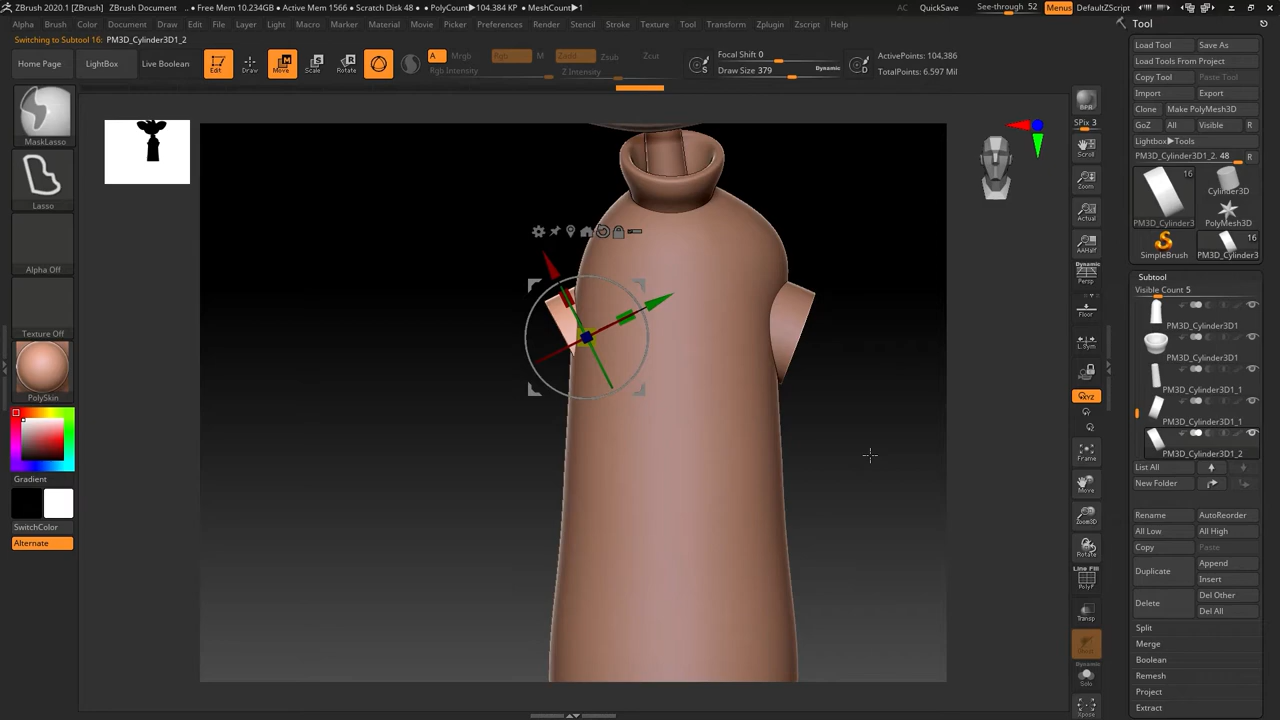 ZBrush 2020.1 [ZBrush] ZBrush Document .. ● Free Mem 10.234GB ● Active Mem 1566 ● Scratch Disk 48 ● PolyCount▶104.384 KP ● MeshCount▶1 AC QuickSave See-through 52 Menus DefaultZScript
Alpha Brush Color Document Draw Edit File Layer Light Macro Marker Material Movie Picker Preferences Render Stencil Stroke Texture Tool Transform Zplugin Zscript Help
Switching to Subtool 16: PM3D_Cylinder3D1_2
Home Page LightBox Live Boolean
Edit Draw Move Scale Rotate
A Mrgb Rgb M Zadd Zsub Zcut
Rgb Intensity Z Intensity
Focal Shift 0
Draw Size 379 Dynamic
ActivePoints: 104,386
TotalPoints: 6.597 Mil
MaskLasso
Lasso
Alpha Off
Texture Off
PolySkin
Gradient
SwitchColor
Alternate
BPR
SPix 3
Scroll
Zoom
Actual
AAHalf
Dynamic
Persp
Floor
L.Sym
XYZ
Frame
Move
Zoom3D
Rotate
Line Fill
PolyF
Transp
Ghost
Dynamic
Solo
Xpose
Tool
Load Tool Save As
Load Tools From Project
Copy Tool Paste Tool
Import Export
Clone Make PolyMesh3D
GoZ All Visible R
Lightbox▶Tools
PM3D_Cylinder3D1_2. 48 R
16
Cylinder3D
PM3D_Cylinder3 PolyMesh3D
16
SimpleBrush PM3D_Cylinder3
Subtool
Visible Count 5
PM3D_Cylinder3D1
PM3D_Cylinder3D1
PM3D_Cylinder3D1_1
PM3D_Cylinder3D1_1
PM3D_Cylinder3D1_2
List All
New Folder
Rename AutoReorder
All Low All High
Copy Paste
Duplicate Append
Insert
Delete Del Other
Del All
Split
Merge
Boolean
Remesh
Project
Extract